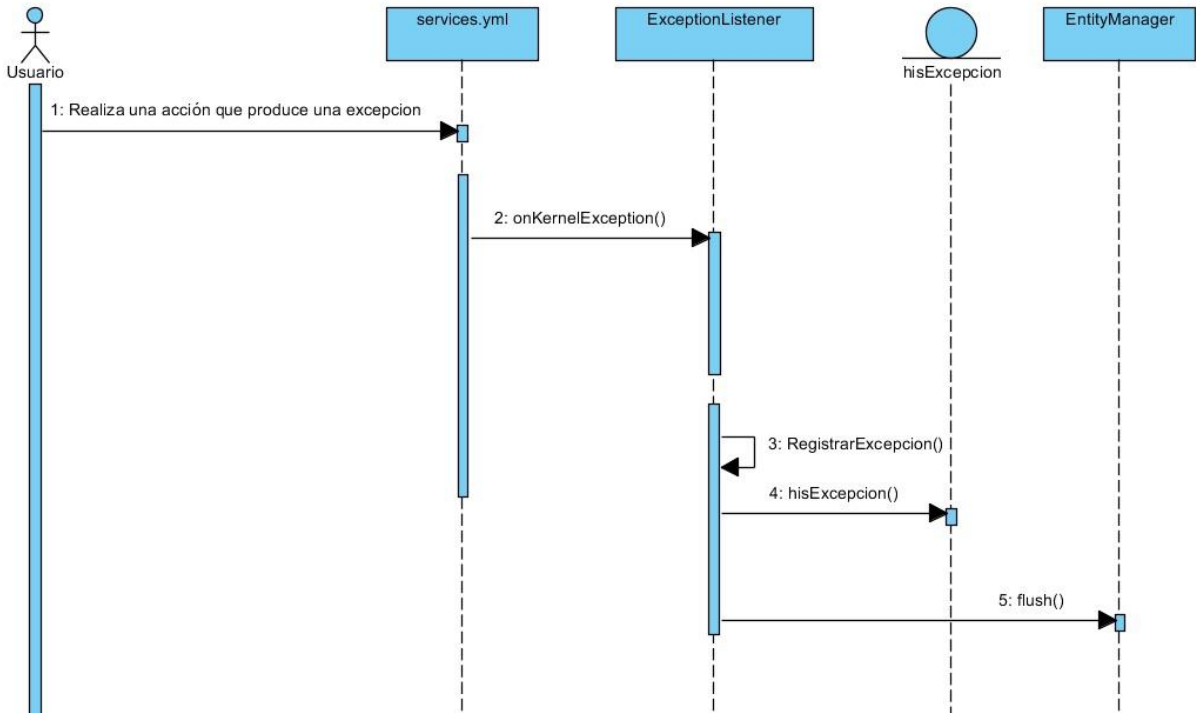 services.yml
ExceptionListener
EntityManager
Usuario
hisExcepcion
1: Realiza una acción que produce una excepcion
2: onKernelException()
3: RegistrarExcepcion()
4: hisExcepcion()
5: flush()